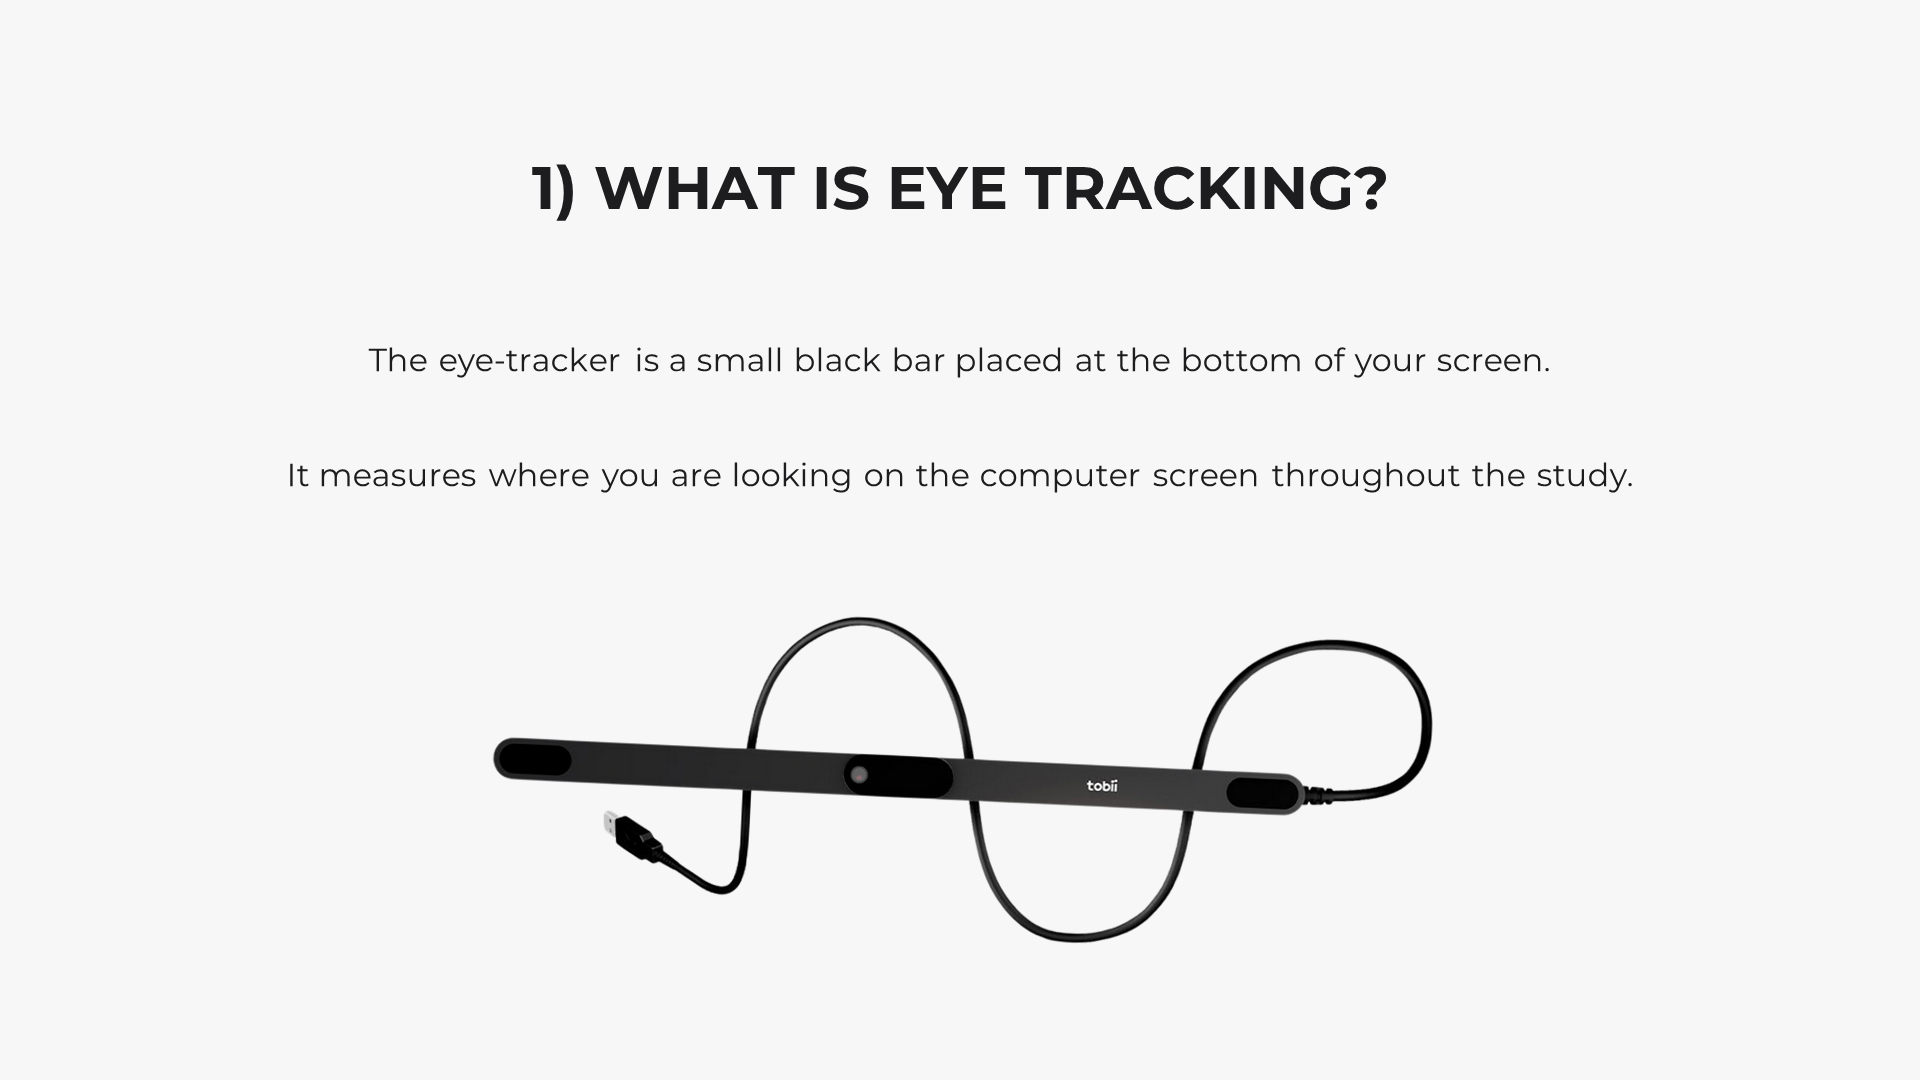 1) WHAT IS EYE TRACKING?
The eye-tracker is a small black bar placed at the bottom of your screen.
It measures where you are looking on the computer screen throughout the study.
tobii